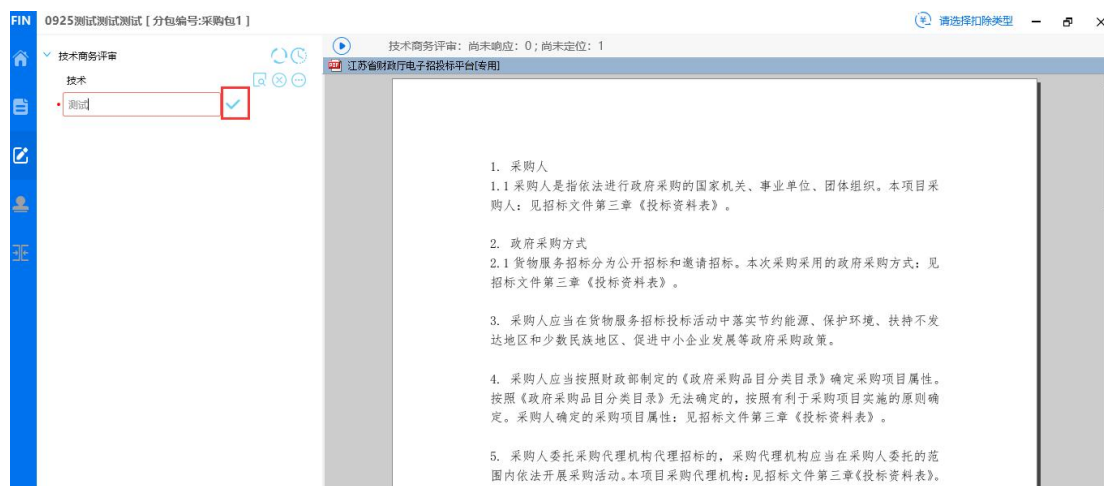 FIN 0925测试测试测试 [ 分包编号:采购包1 ] 请选择扣除类型
技术商务评审
技术商务评审：尚未响应：0；尚未定位：1
技术
江苏省财政厅电子招投标平台[专用]
测试
1. 采购人
1.1 采购人是指依法进行政府采购的国家机关、事业单位、团体组织。本项目采
购人：见招标文件第三章《投标资料表》。
2. 政府采购方式
2.1 货物服务招标分为公开招标和邀请招标。本次采购采用的政府采购方式：见
招标文件第三章《投标资料表》。
3. 采购人应当在货物服务招标投标活动中落实节约能源、保护环境、扶持不发
达地区和少数民族地区、促进中小企业发展等政府采购政策。
4. 采购人应当按照财政部制定的《政府采购品目分类目录》确定采购项目属性。
按照《政府采购品目分类目录》无法确定的，按照有利于采购项目实施的原则确
定。采购人确定的采购项目属性：见招标文件第三章《投标资料表》。
5. 采购人委托采购代理机构代理招标的，采购代理机构应当在采购人委托的范
围内依法开展采购活动。本项目采购代理机构：见招标文件第三章《投标资料表》。